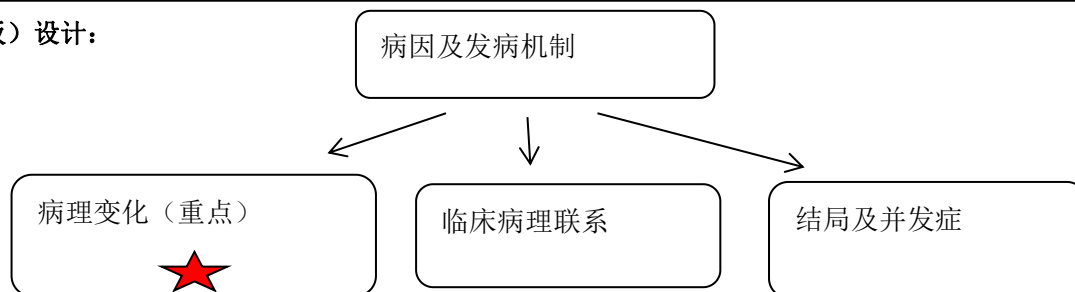 ）设计：
病因及发病机制
病理变化（重点）
临床病理联系
结局及并发症